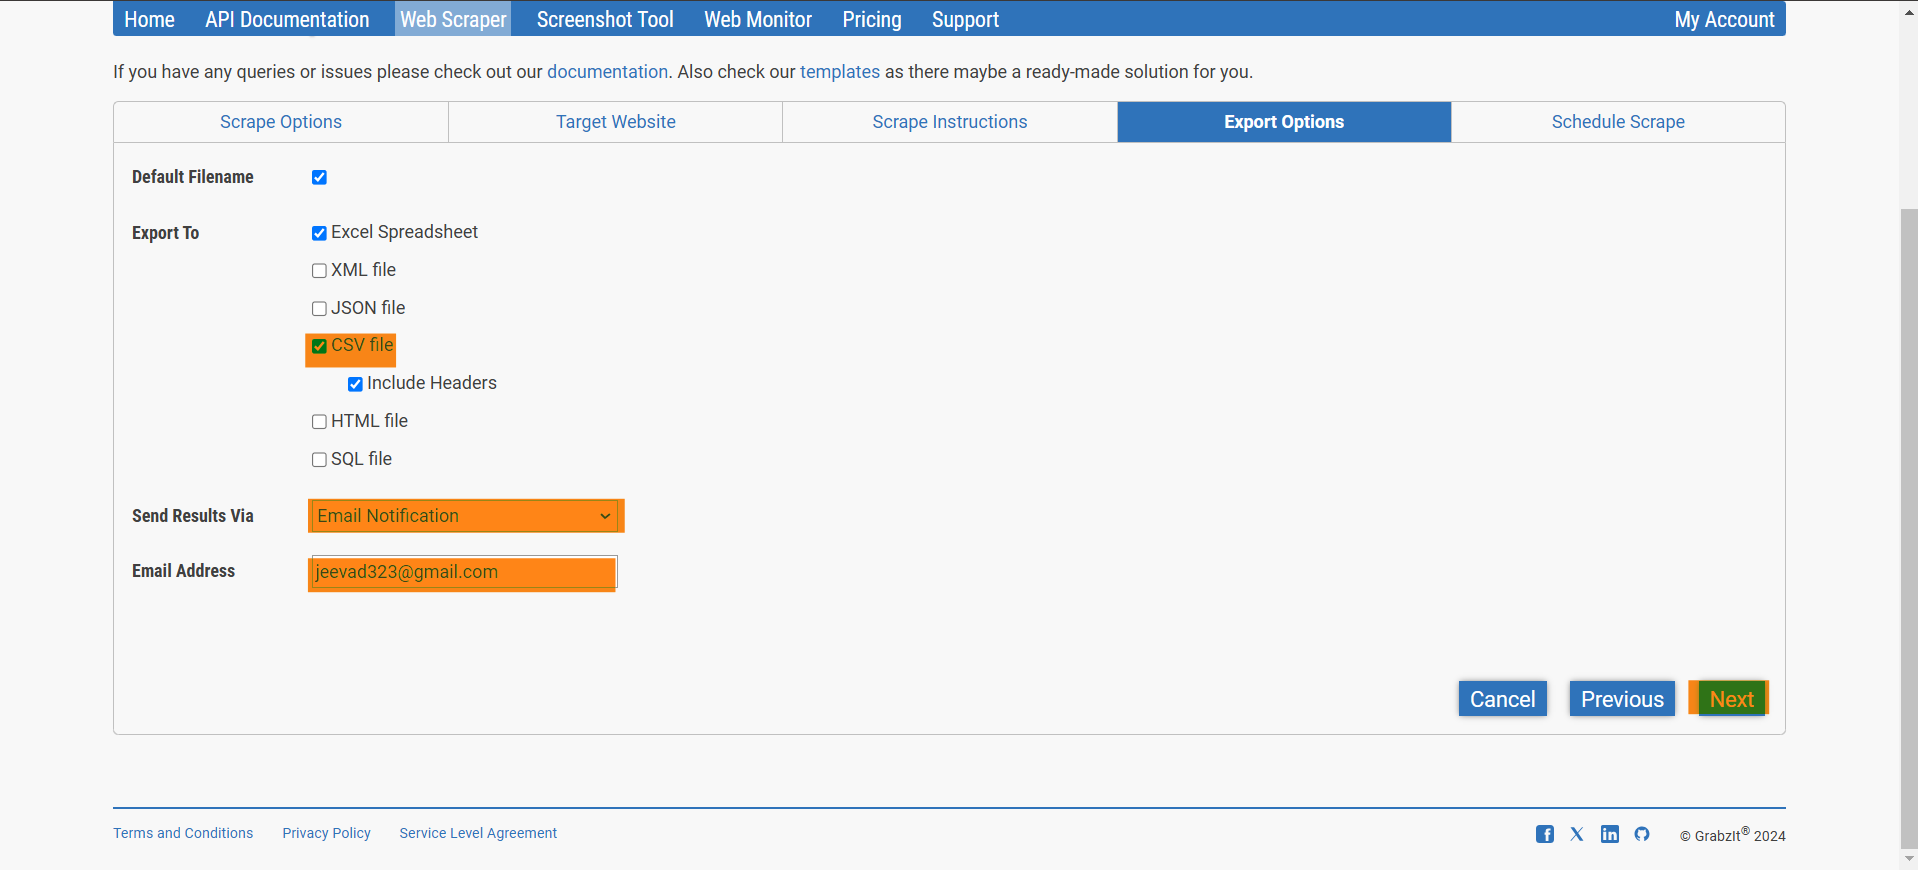 Home API Documentation Web Scraper Screenshot Tool Web Monitor Pricing Support My Account
If you have any queries or issues please check out our documentation. Also check our templates as there maybe a ready-made solution for you.
Scrape Options Target Website Scrape Instructions Export Options Schedule Scrape
Default Filename
Export To Excel Spreadsheet
XML file
JSON file
CSV file
Include Headers
HTML file
SQL file
Send Results Via Email Notification
Email Address jeevad323@gmail.com
Cancel Previous Next
Terms and Conditions Privacy Policy Service Level Agreement © GrabzIt® 2024